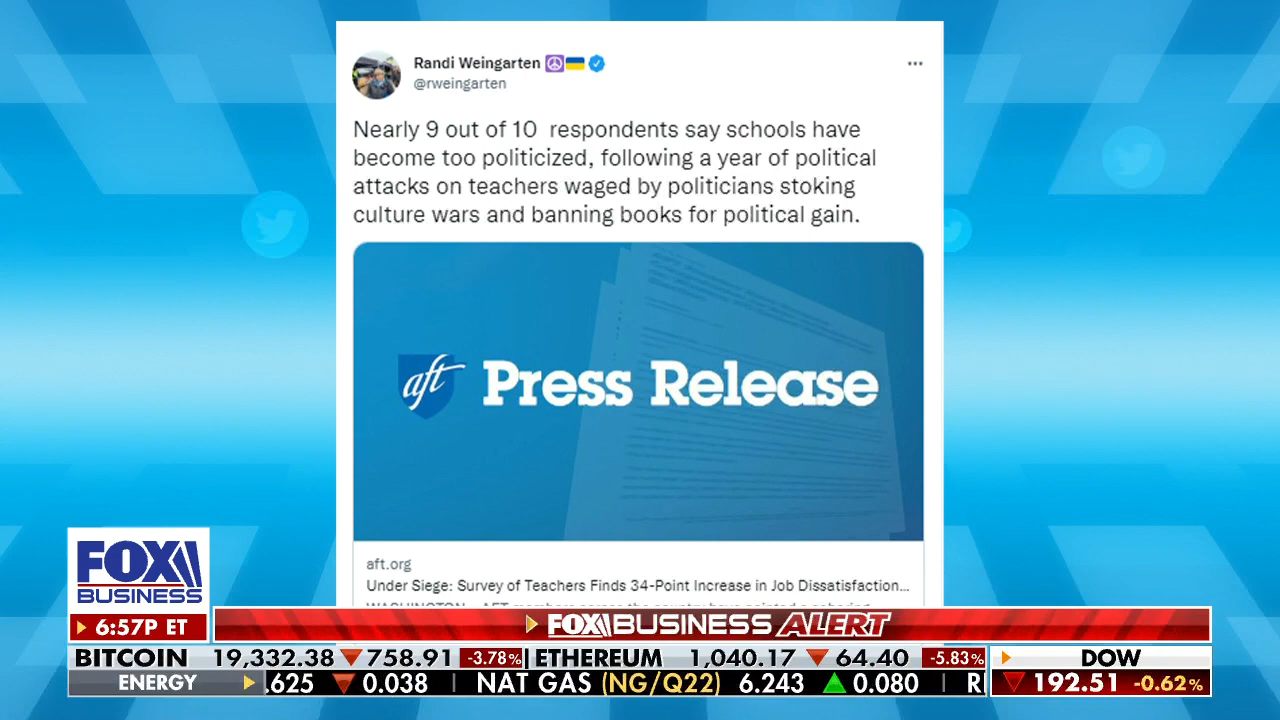 Randi Weingarten
@rweingarten
Nearly 9 out of 10 respondents say schools have
become too politicized, following a year of political
attacks on teachers waged by politicians stoking
culture wars and banning books for political gain.
aft Press Release
aft.org
Under Siege: Survey of Teachers Finds 34-Point Increase in Job Dissatisfaction...
FOX
BUSINESS
6:57P ET
FOX BUSINESS ALERT
BITCOIN 19,332.38 ▼ 758.91 -3.78% ETHEREUM 1,040.17 ▼ 64.40 -5.83% DOW
ENERGY .625 ▼ 0.038 | NAT GAS (NG/Q22) 6.243 ▲ 0.080 | R ▼ 192.51 -0.62%